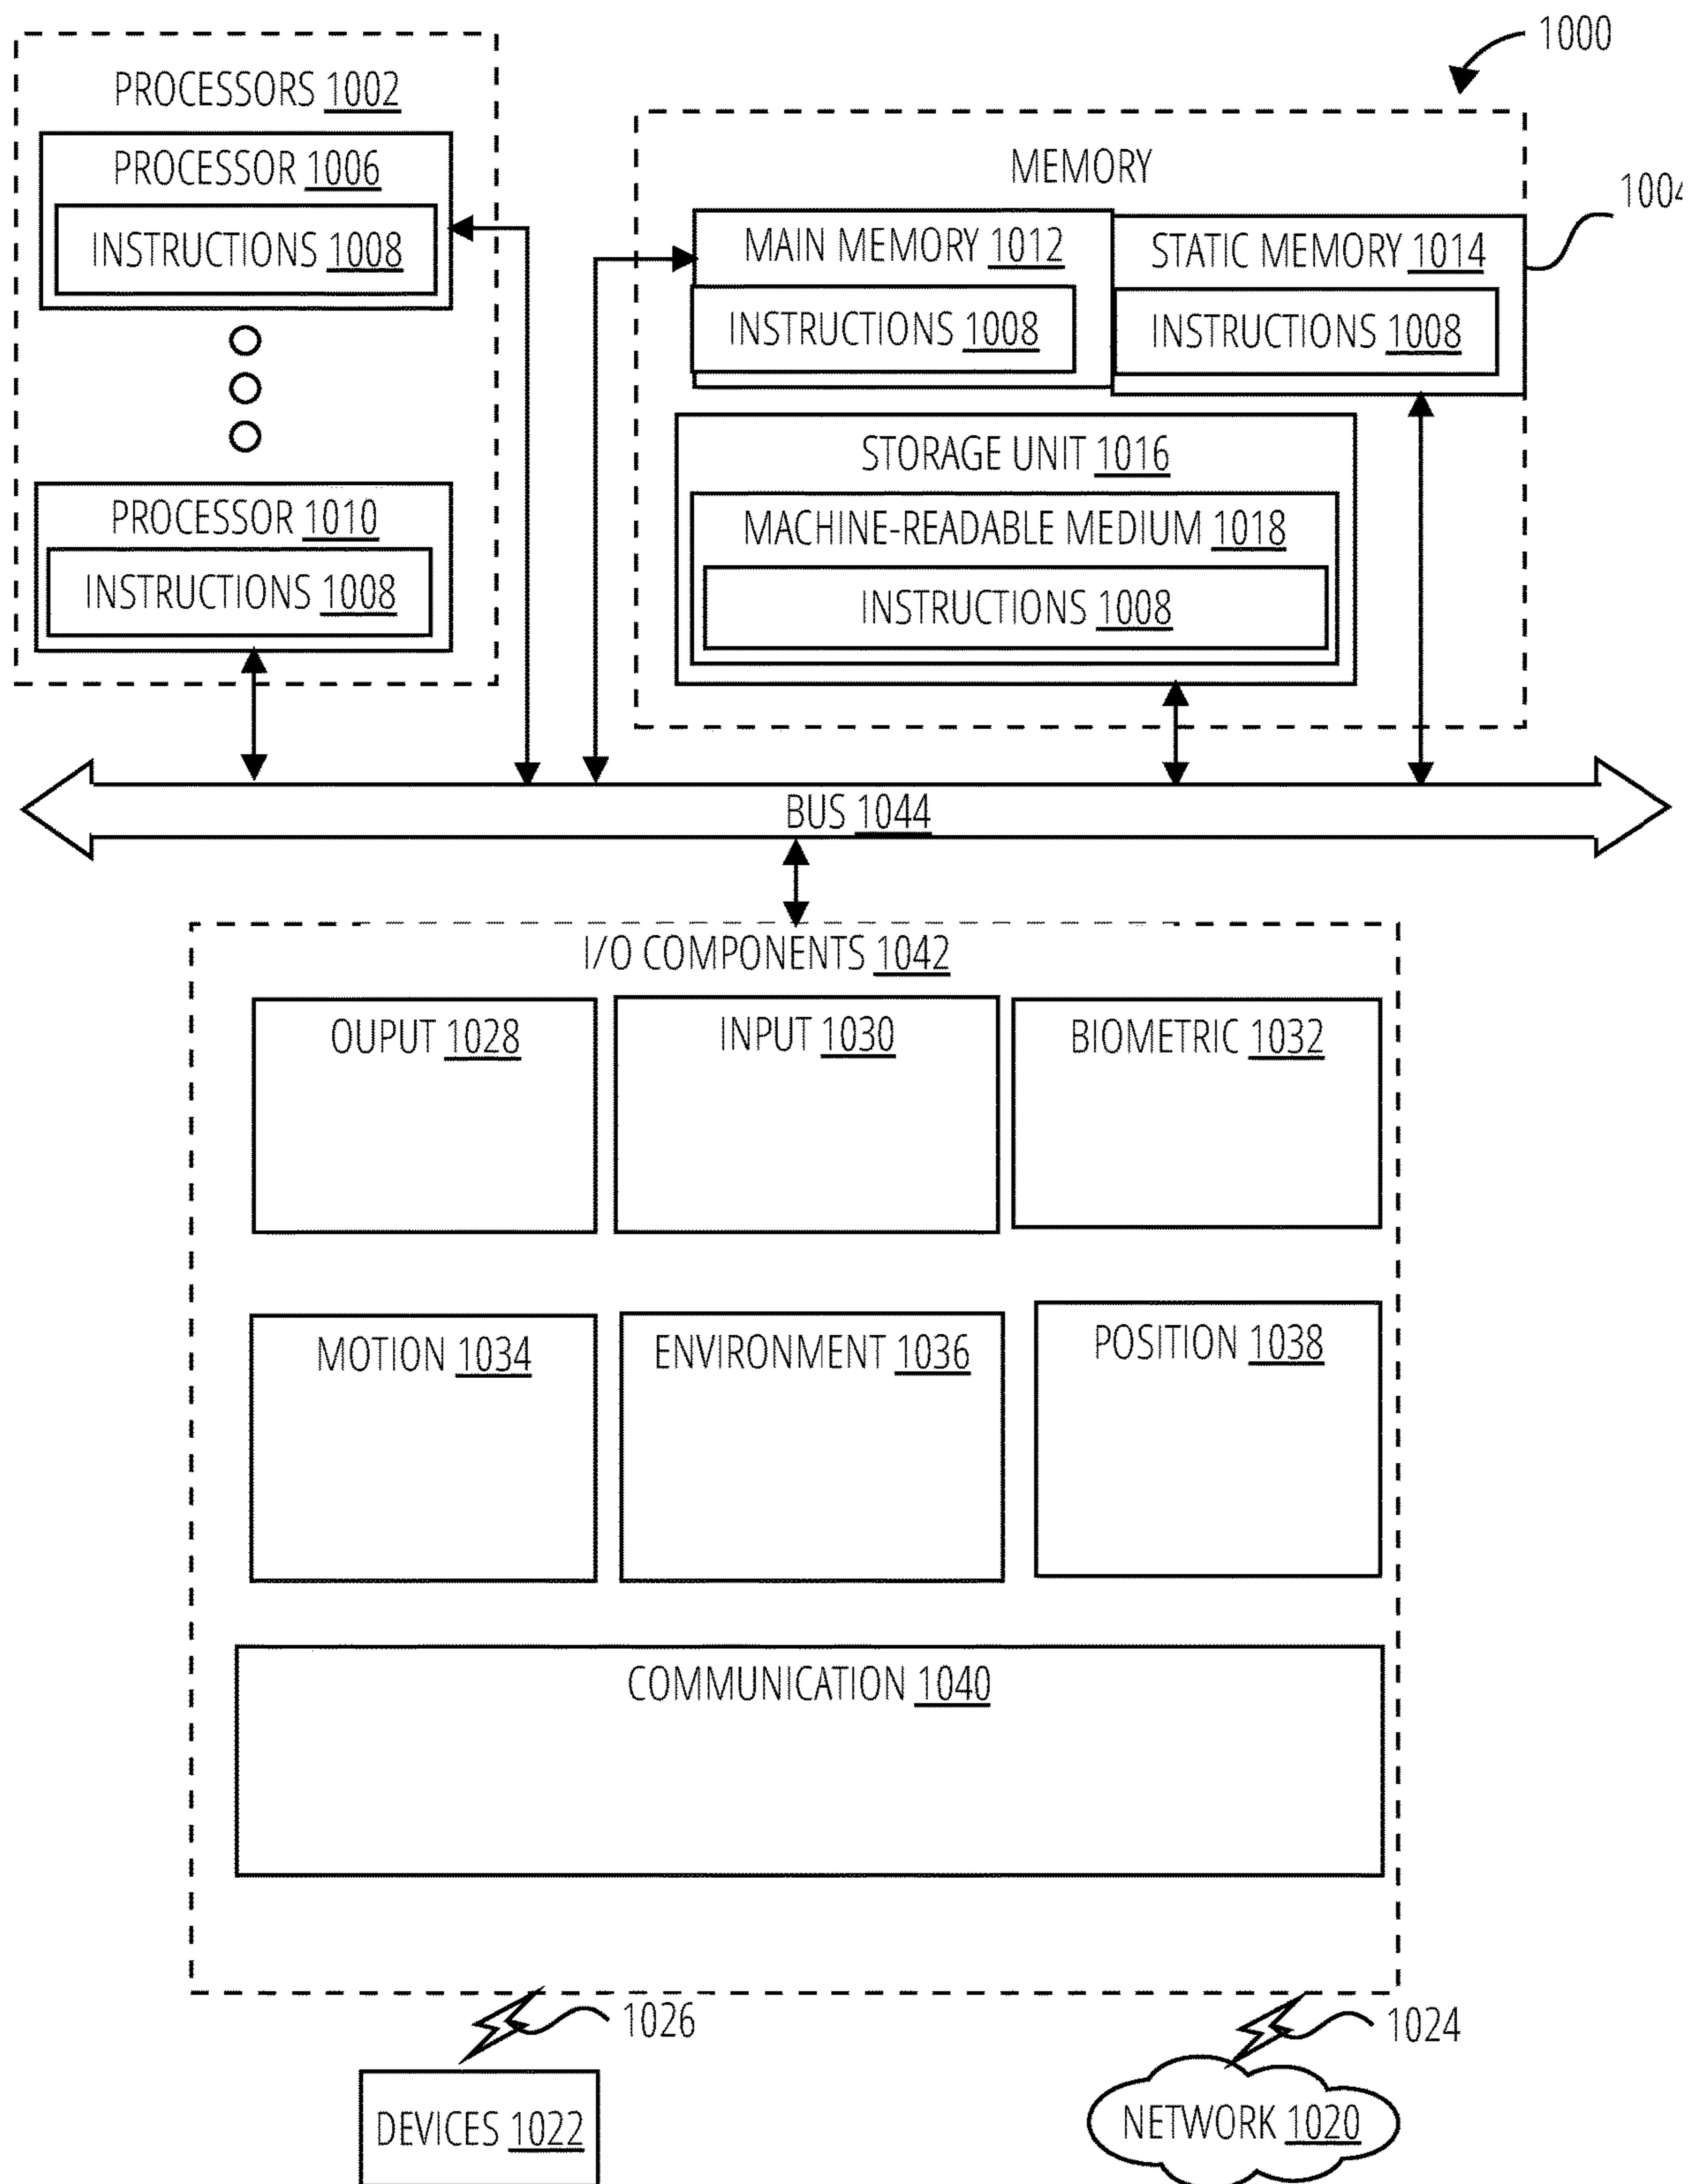 1000
PROCESSORS 1002
PROCESSOR 1006
INSTRUCTIONS 1008
PROCESSOR 1010
INSTRUCTIONS 1008
MEMORY
1004
MAIN MEMORY 1012
INSTRUCTIONS 1008
STATIC MEMORY 1014
INSTRUCTIONS 1008
STORAGE UNIT 1016
MACHINE-READABLE MEDIUM 1018
INSTRUCTIONS 1008
BUS 1044
I/O COMPONENTS 1042
OUPUT 1028
INPUT 1030
BIOMETRIC 1032
MOTION 1034
ENVIRONMENT 1036
POSITION 1038
COMMUNICATION 1040
1026
1024
DEVICES 1022
NETWORK 1020